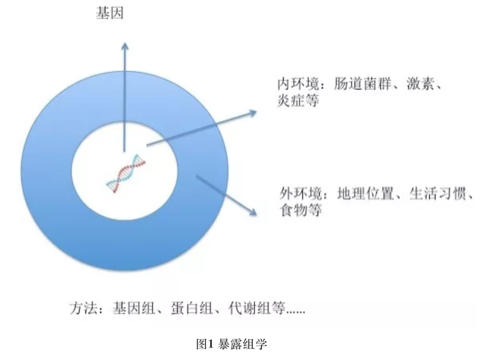 基因
内环境：肠道菌群、激素、
炎症等
外环境：地理位置、生活习惯、
食物等
方法：基因组、蛋白组、代谢组等......
图1 暴露组学